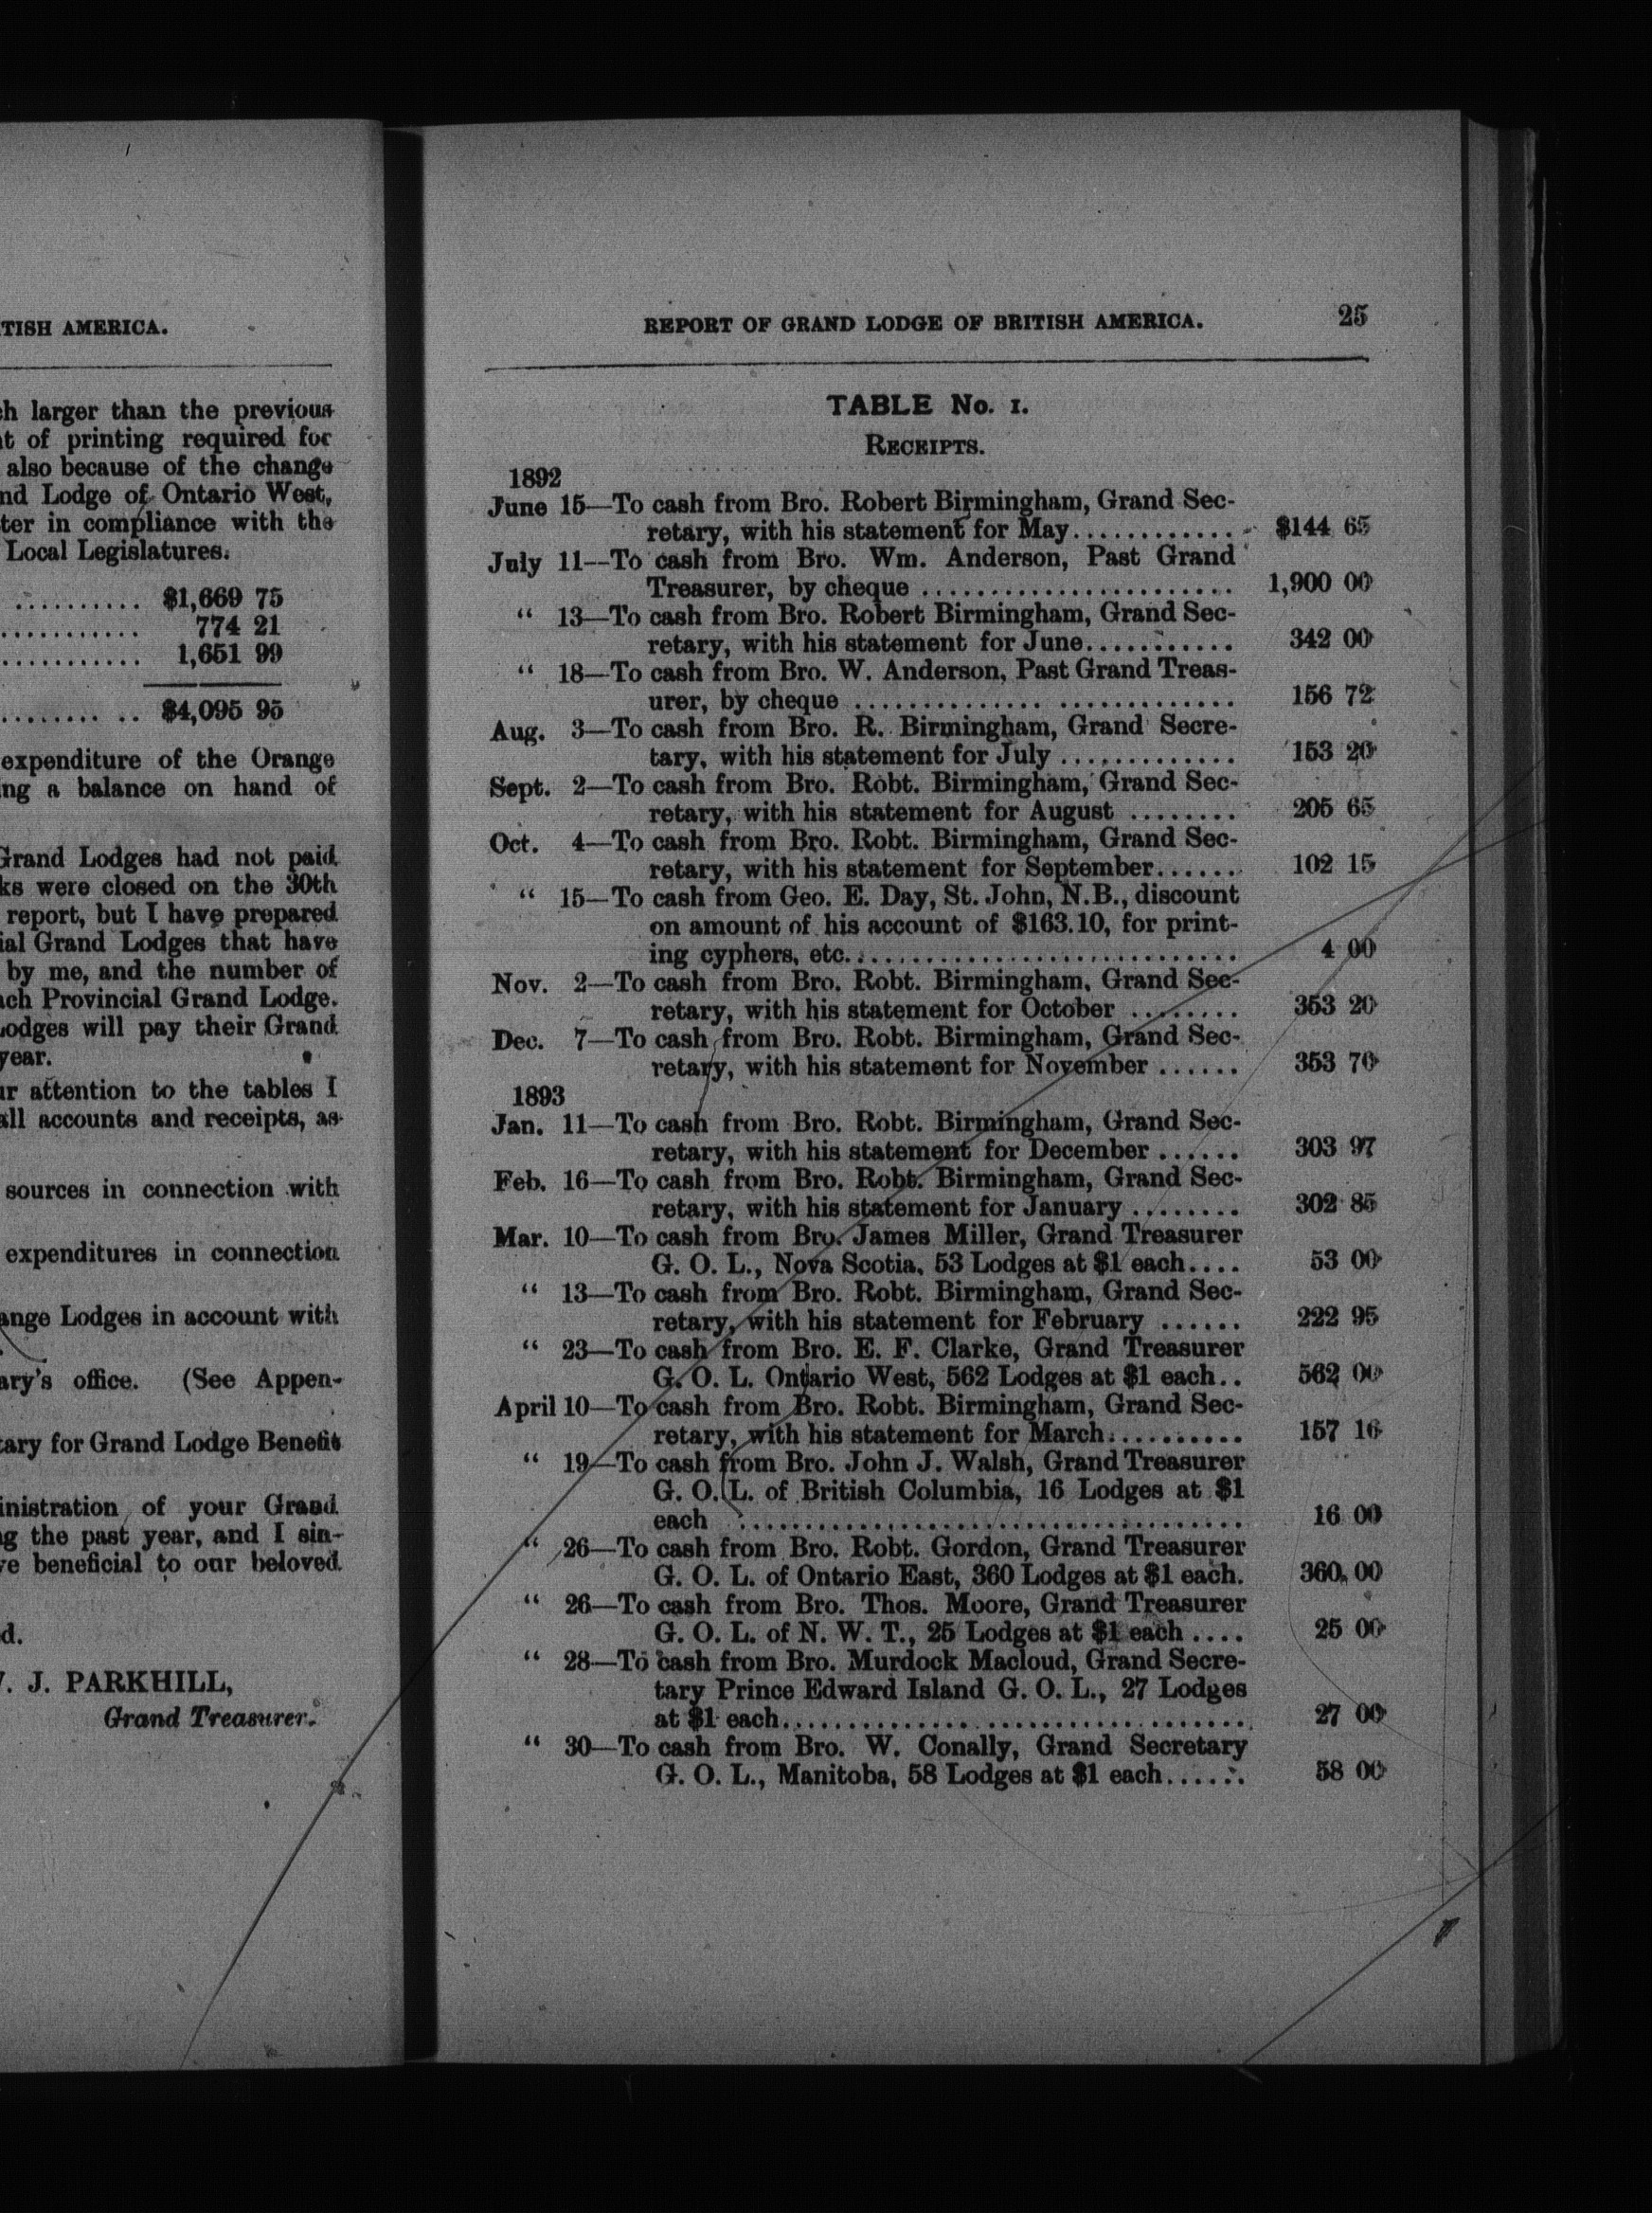 TISH AMERICA.
ch larger than the previous
nt of printing required for
also because of the change
nd Lodge of Ontario West,
ter in compliance with the
Local Legislatures.
.......... $1,669 75
........... 774 21
........... 1,651 99
........ .. $4,095 95
expenditure of the Orange
ng a balance on hand of
Grand Lodges had not paid
ks were closed on the 30th
report, but I have prepared
ial Grand Lodges that have
by me, and the number of
ach Provincial Grand Lodge.
Lodges will pay their Grand
year.
ur attention to the tables I
all accounts and receipts, as
sources in connection with
expenditures in connection
ange Lodges in account with
ary's office. (See Appen-
tary for Grand Lodge Benefit
inistration of your Grand
ng the past year, and I sin-
ve beneficial to our beloved
d.
W. J. PARKHILL,
Grand Treasurer.
REPORT OF GRAND LODGE OF BRITISH AMERICA. 25
TABLE No. 1.
RECEIPTS.
1892
June 15—To cash from Bro. Robert Birmingham, Grand Sec-
retary, with his statement for May............ $144 65
July 11—To cash from Bro. Wm. Anderson, Past Grand
Treasurer, by cheque ........................ 1,900 00
“ 13—To cash from Bro. Robert Birmingham, Grand Sec-
retary, with his statement for June........... 342 00
“ 18—To cash from Bro. W. Anderson, Past Grand Treas-
urer, by cheque ............... ............. 156 72
Aug. 3—To cash from Bro. R. Birmingham, Grand Secre-
tary, with his statement for July ............. 153 20
Sept. 2—To cash from Bro. Robt. Birmingham, Grand Sec-
retary, with his statement for August ........ 205 65
Oct. 4—To cash from Bro. Robt. Birmingham, Grand Sec-
retary, with his statement for September...... 102 15
“ 15—To cash from Geo. E. Day, St. John, N.B., discount
on amount of his account of $163.10, for print-
ing cyphers, etc.............................. 4 00
Nov. 2—To cash from Bro. Robt. Birmingham, Grand Sec-
retary, with his statement for October ........ 353 20
Dec. 7—To cash from Bro. Robt. Birmingham, Grand Sec-
retary, with his statement for November ...... 353 70
1893
Jan. 11—To cash from Bro. Robt. Birmingham, Grand Sec-
retary, with his statement for December ...... 303 97
Feb. 16—To cash from Bro. Robt. Birmingham, Grand Sec-
retary, with his statement for January ........ 302 85
Mar. 10—To cash from Bro. James Miller, Grand Treasurer
G. O. L., Nova Scotia, 53 Lodges at $1 each.... 53 00
“ 13—To cash from Bro. Robt. Birmingham, Grand Sec-
retary, with his statement for February ...... 222 95
“ 23—To cash from Bro. E. F. Clarke, Grand Treasurer
G. O. L. Ontario West, 562 Lodges at $1 each.. 562 00
April 10—To cash from Bro. Robt. Birmingham, Grand Sec-
retary, with his statement for March.......... 157 16
“ 19—To cash from Bro. John J. Walsh, Grand Treasurer
G. O. L. of British Columbia, 16 Lodges at $1
each ...................................... 16 00
“ 26—To cash from Bro. Robt. Gordon, Grand Treasurer
G. O. L. of Ontario East, 360 Lodges at $1 each. 360 00
“ 26—To cash from Bro. Thos. Moore, Grand Treasurer
G. O. L. of N. W. T., 25 Lodges at $1 each .... 25 00
“ 28—To cash from Bro. Murdock Macloud, Grand Secre-
tary Prince Edward Island G. O. L., 27 Lodges
at $1 each................................... 27 00
“ 30—To cash from Bro. W. Conally, Grand Secretary
G. O. L., Manitoba, 58 Lodges at $1 each...... 58 00